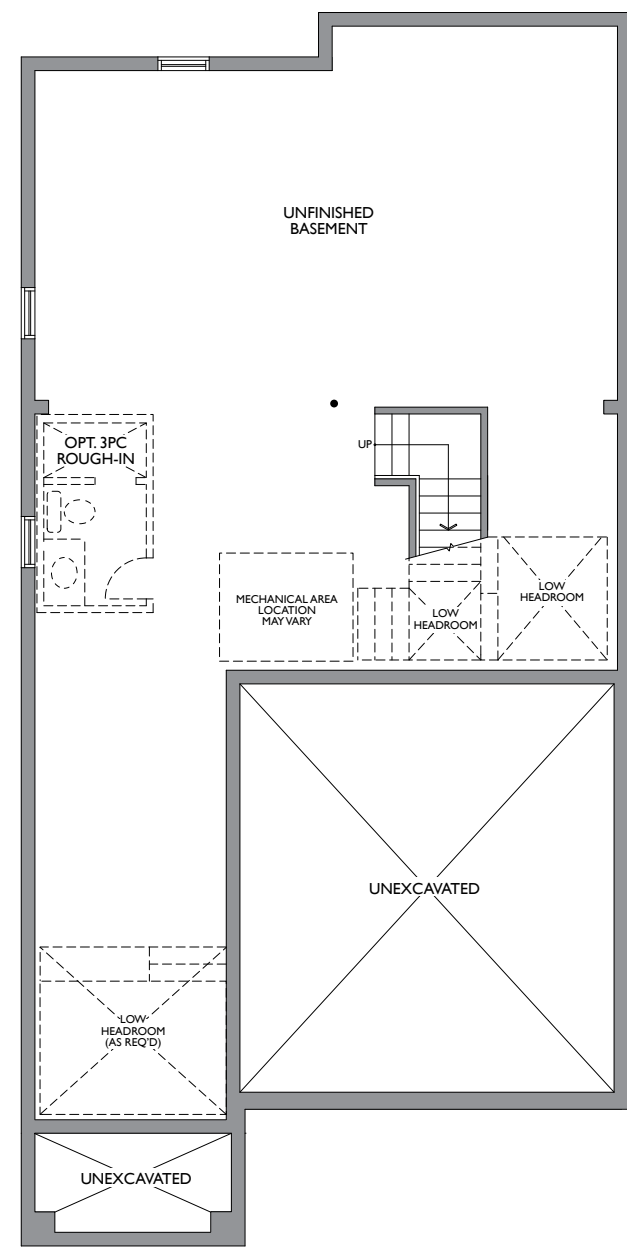 UNFINISHED
BASEMENT
OPT. 3PC
ROUGH-IN
UP
MECHANICAL AREA
LOCATION
MAY VARY
LOW
HEADROOM
LOW
HEADROOM
UNEXCAVATED
LOW
HEADROOM
(AS REQ'D)
UNEXCAVATED